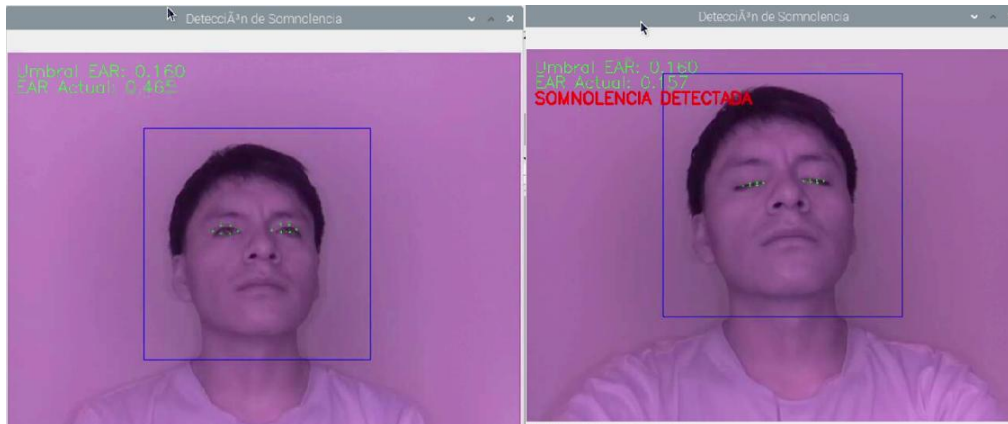 DetecciÃ³n de Somnolencia
Umbral EAR: 0.160
EAR Actual: 0.465
DetecciÃ³n de Somnolencia
Umbral EAR: 0.160
EAR Actual: 0.157
SOMNOLENCIA DETECTADA